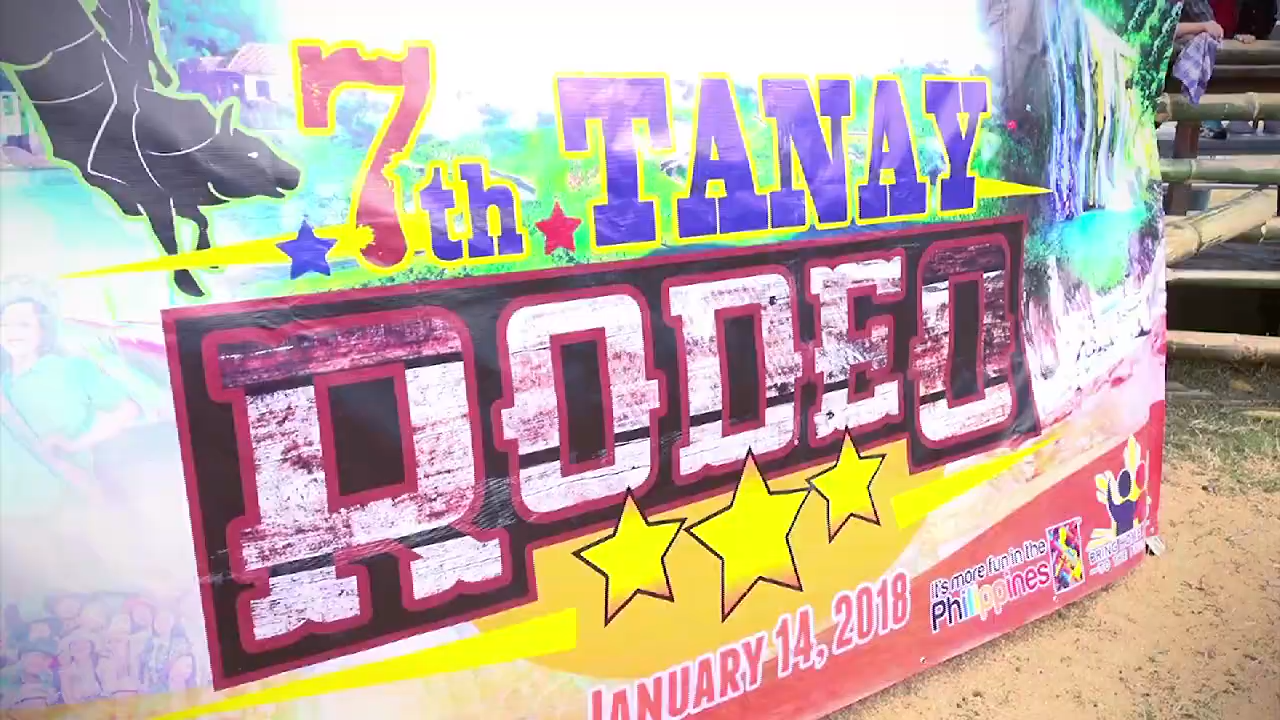 7th TANAY
RODEO
JANUARY 14, 2018
It's more fun in the
Philippines